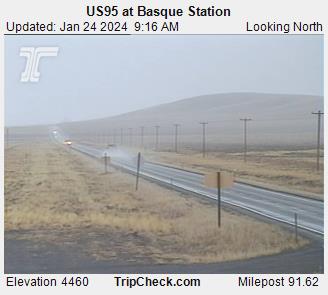 US95 at Basque Station
Updated: Jan 24 2024 9:16 AM Looking North
Elevation 4460 TripCheck.com Milepost 91.62